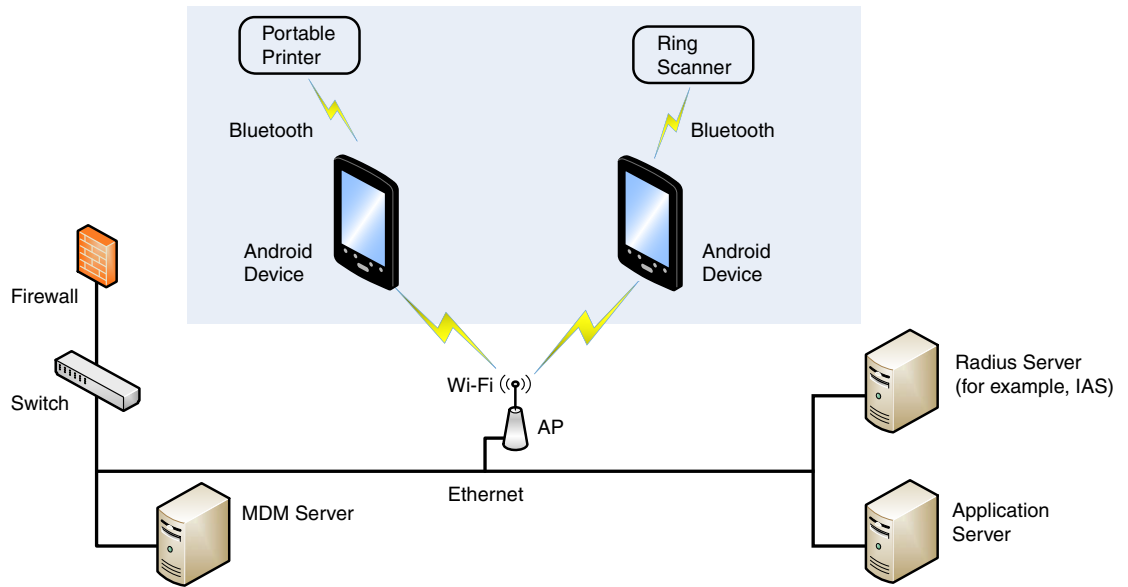 Portable
Printer
Ring
Scanner
Bluetooth
Bluetooth
Android
Device
Android
Device
Firewall
Switch
Wi-Fi
AP
Radius Server
(for example, IAS)
Ethernet
MDM Server
Application
Server